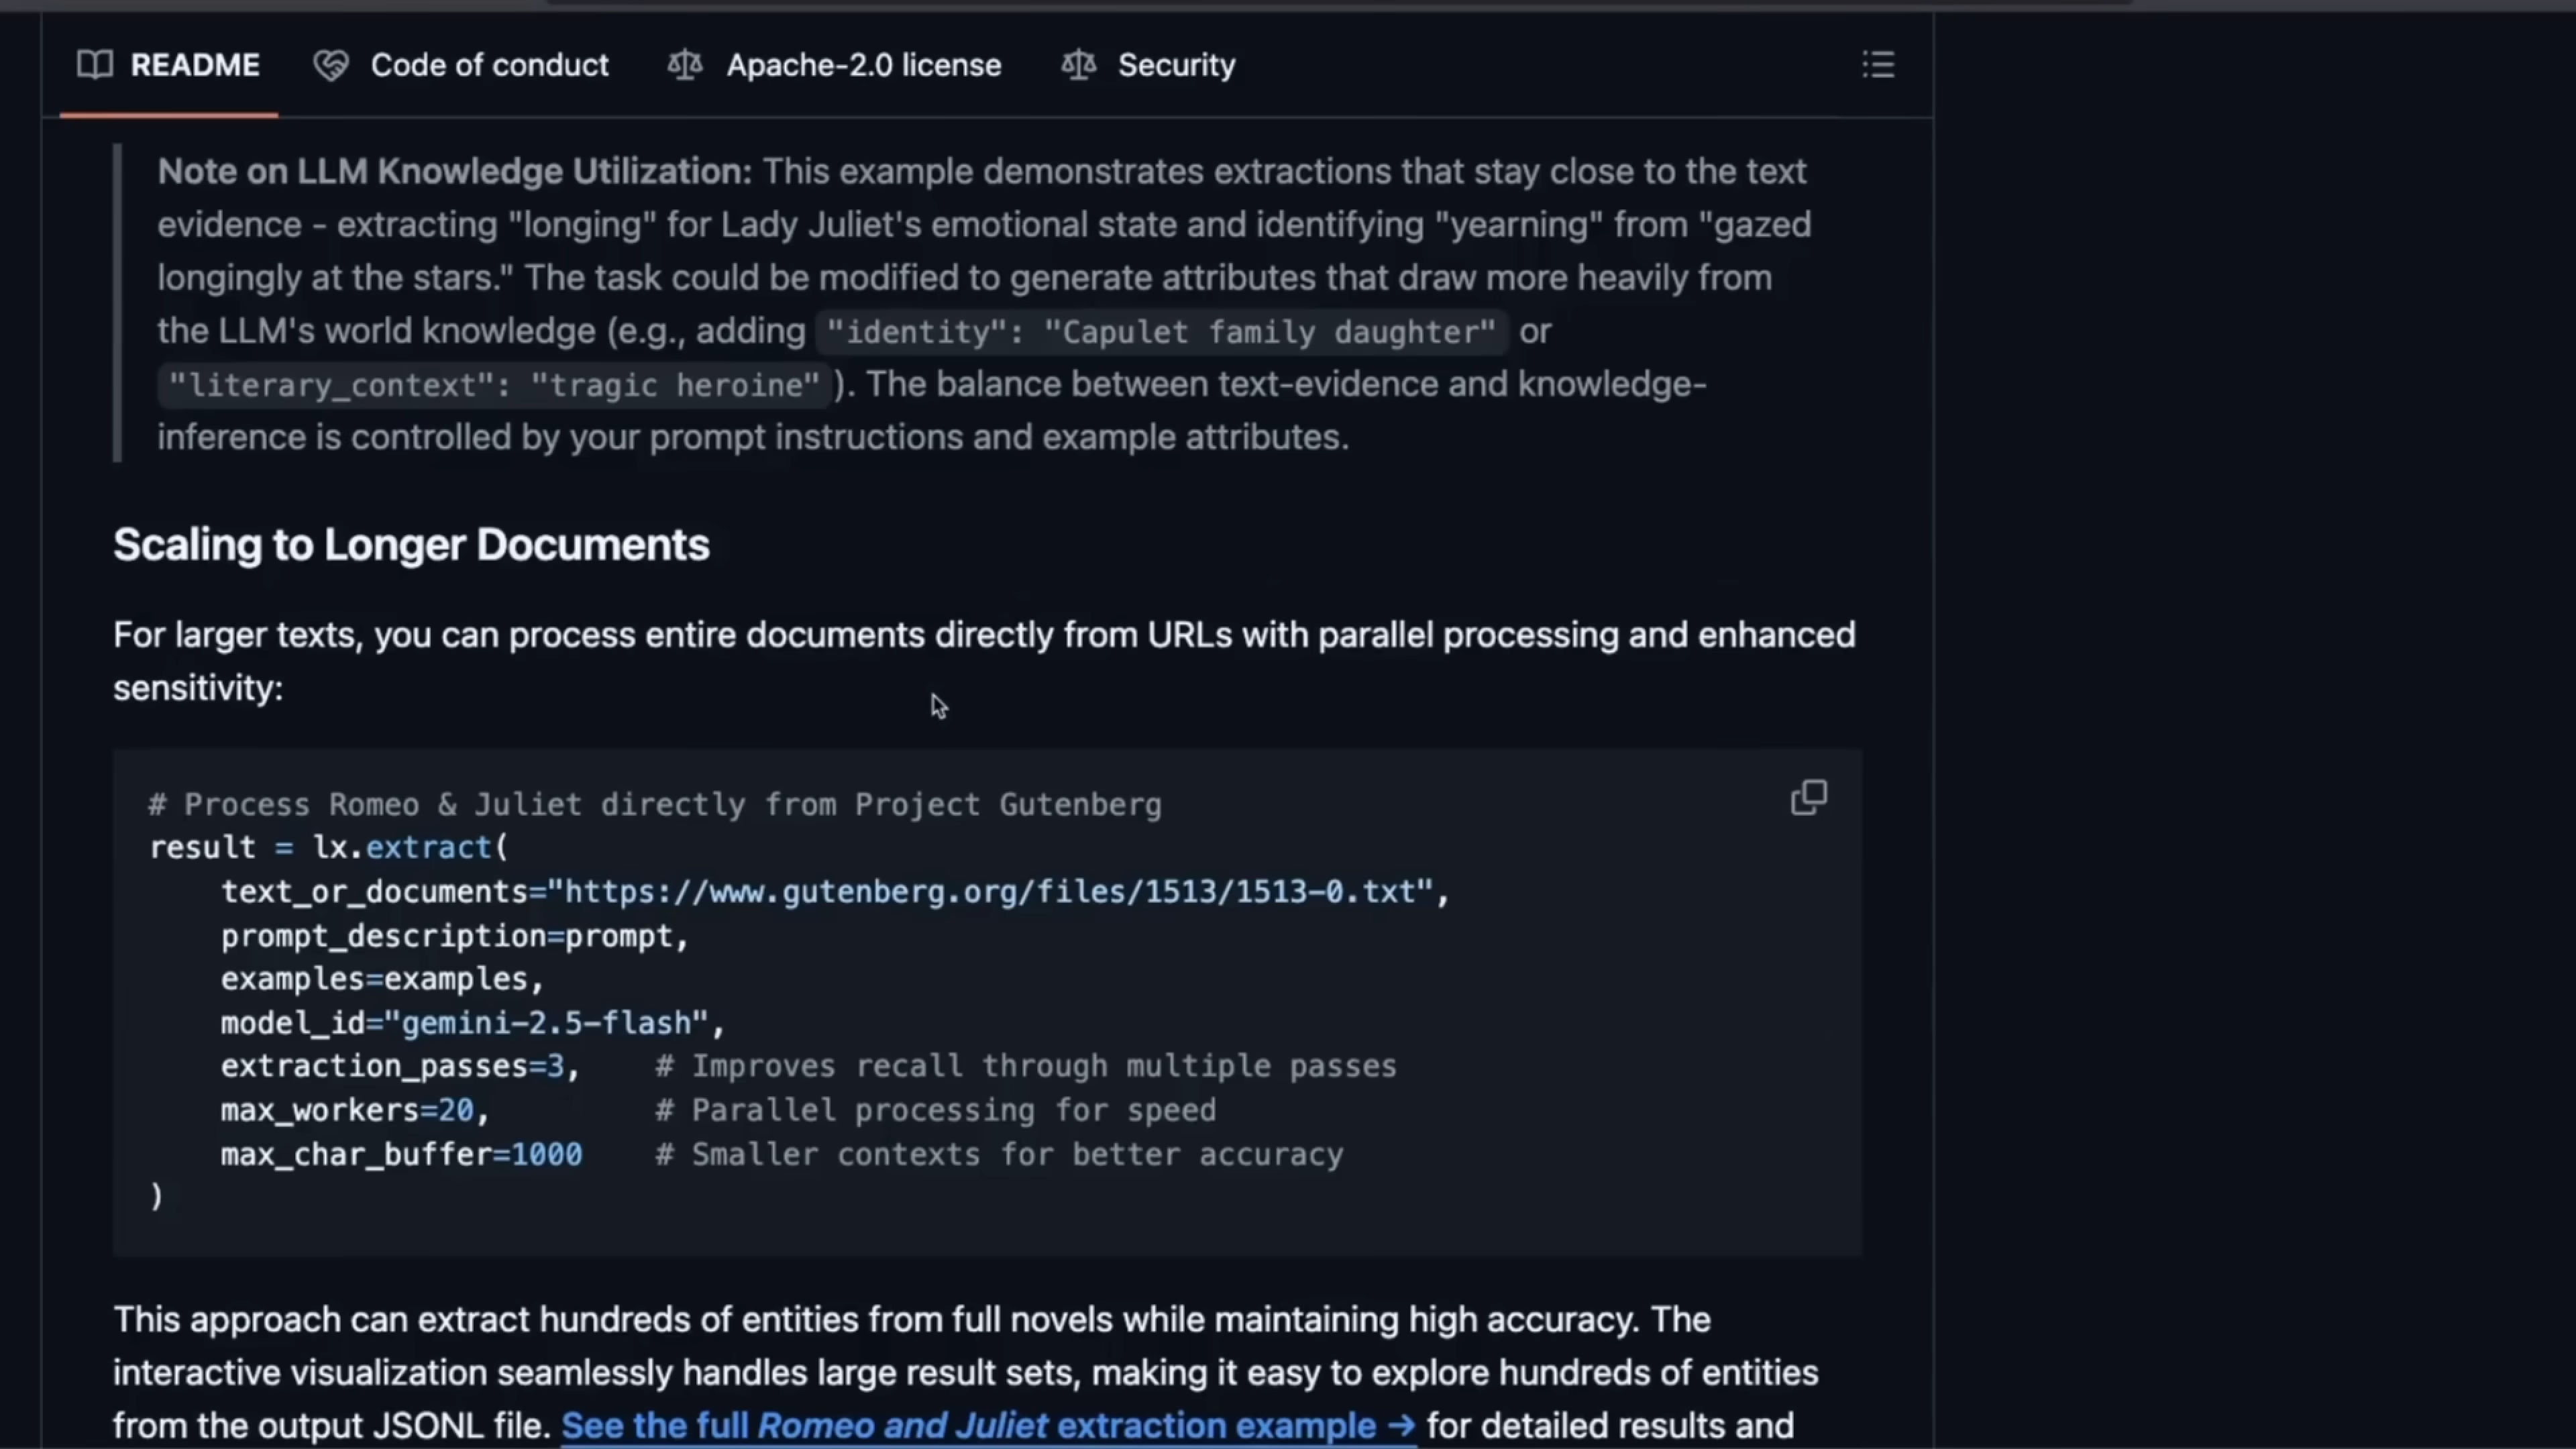 README
Code of conduct
Apache-2.0 license
Security
Note on LLM Knowledge Utilization: This example demonstrates extractions that stay close to the text
evidence - extracting "longing" for Lady Juliet's emotional state and identifying "yearning" from "gazed
longingly at the stars." The task could be modified to generate attributes that draw more heavily from
the LLM's world knowledge (e.g., adding "identity": "Capulet family daughter" or
"literary_context": "tragic heroine" ). The balance between text-evidence and knowledge-
inference is controlled by your prompt instructions and example attributes.
Scaling to Longer Documents
For larger texts, you can process entire documents directly from URLs with parallel processing and enhanced
sensitivity:
# Process Romeo & Juliet directly from Project Gutenberg
result = lx.extract(
    text_or_documents="https://www.gutenberg.org/files/1513/1513-0.txt",
    prompt_description=prompt,
    examples=examples,
    model_id="gemini-2.5-flash",
    extraction_passes=3,    # Improves recall through multiple passes
    max_workers=20,         # Parallel processing for speed
    max_char_buffer=1000    # Smaller contexts for better accuracy
)
This approach can extract hundreds of entities from full novels while maintaining high accuracy. The
interactive visualization seamlessly handles large result sets, making it easy to explore hundreds of entities
from the output JSONL file. See the full Romeo and Juliet extraction example → for detailed results and